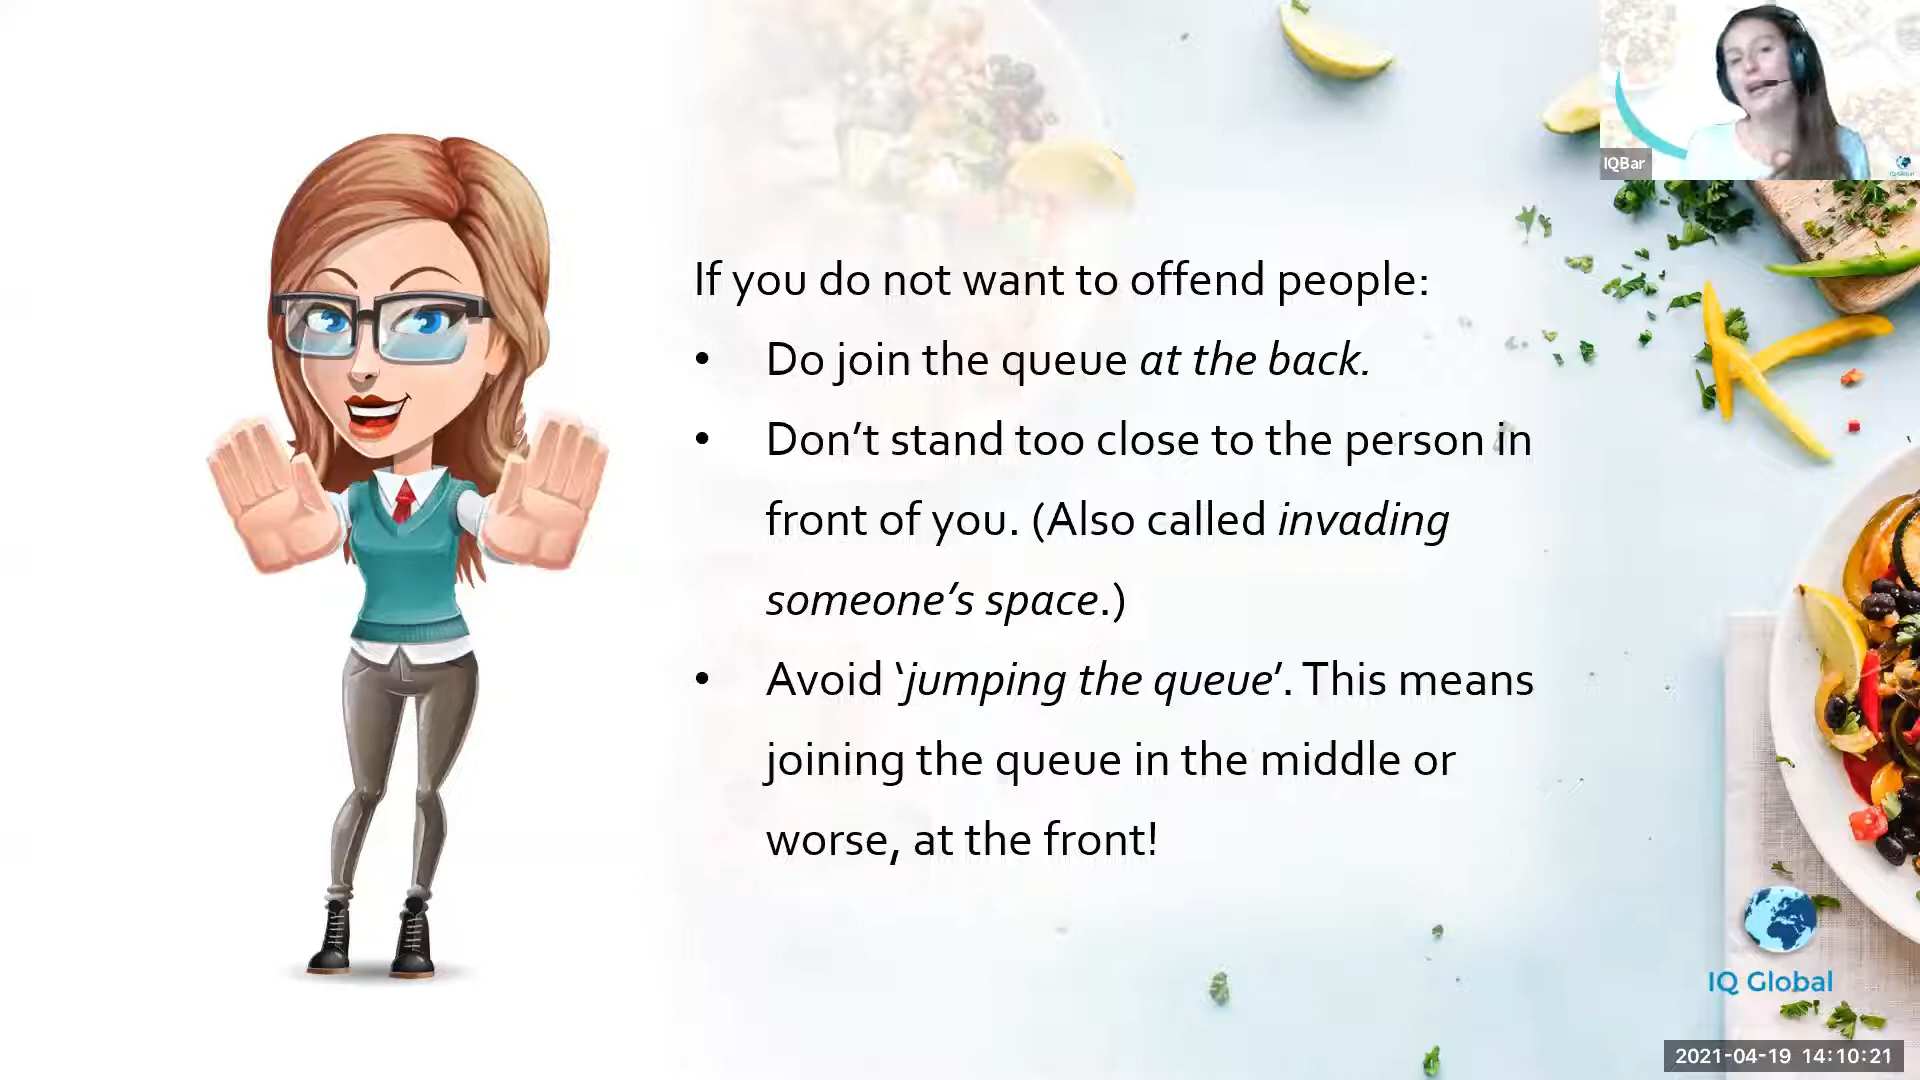 IQBar
If you do not want to offend people:
• Do join the queue at the back.
• Don’t stand too close to the person in
front of you. (Also called invading
someone’s space.)
• Avoid ‘jumping the queue’. This means
joining the queue in the middle or
worse, at the front!
IQ Global
2021-04-19 14:10:21